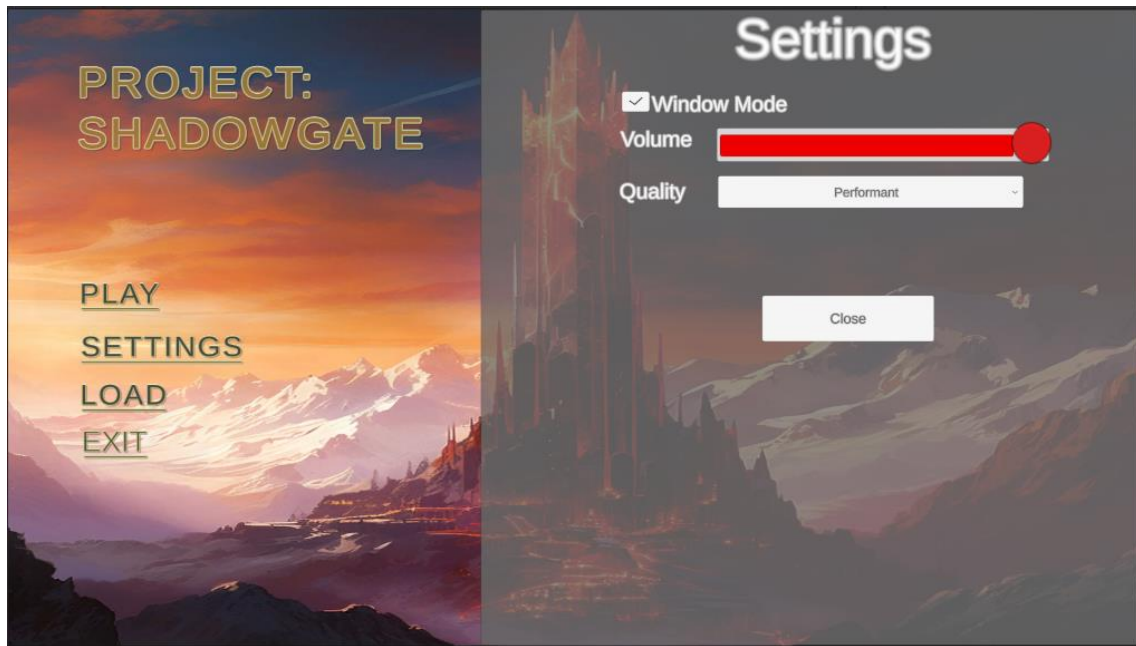 PROJECT:
SHADOWGATE
PLAY
SETTINGS
LOAD
EXIT
Settings
Window Mode
Volume
Quality
Performant
Close